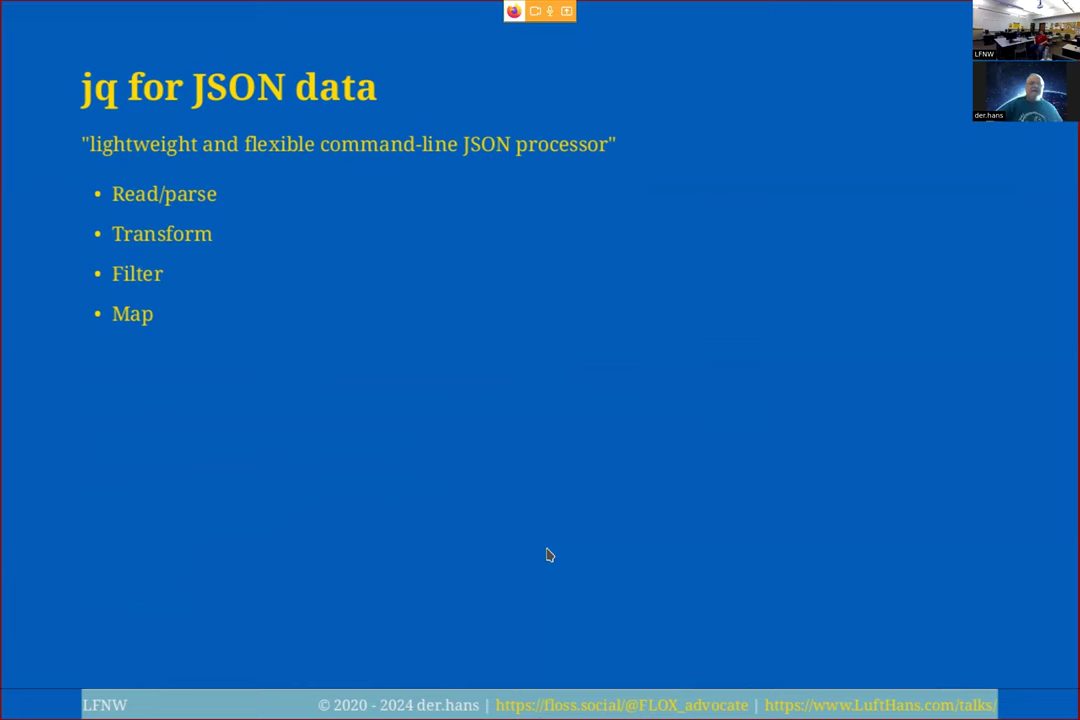 LFNW
der.hans
jq for JSON data
"lightweight and flexible command-line JSON processor"
• Read/parse
• Transform
• Filter
• Map
LFNW
© 2020 - 2024 der.hans | https://floss.social/@FLOX_advocate | https://www.LuftHans.com/talks/